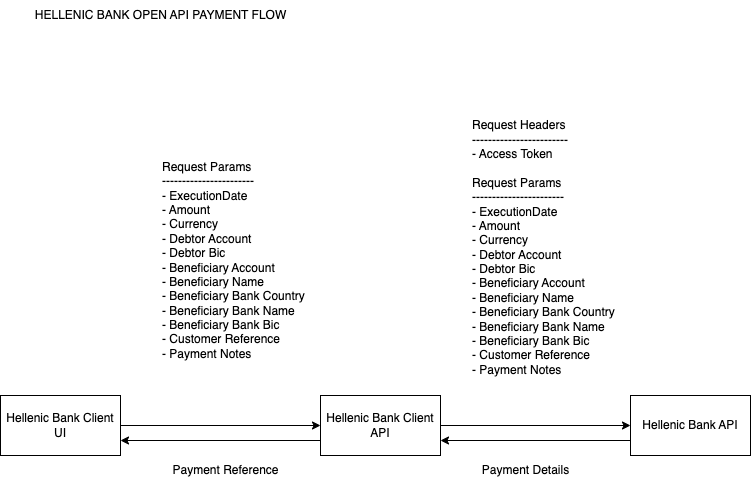 HELLENIC BANK OPEN API PAYMENT FLOW
Request Params
-----------------------
- ExecutionDate
- Amount
- Currency
- Debtor Account
- Debtor Bic
- Beneficiary Account
- Beneficiary Name
- Beneficiary Bank Country
- Beneficiary Bank Name
- Beneficiary Bank Bic
- Customer Reference
- Payment Notes
Request Headers
------------------------
- Access Token
Request Params
-----------------------
- ExecutionDate
- Amount
- Currency
- Debtor Account
- Debtor Bic
- Beneficiary Account
- Beneficiary Name
- Beneficiary Bank Country
- Beneficiary Bank Name
- Beneficiary Bank Bic
- Customer Reference
- Payment Notes
Hellenic Bank Client
UI
Hellenic Bank Client
API
Hellenic Bank API
Payment Reference
Payment Details